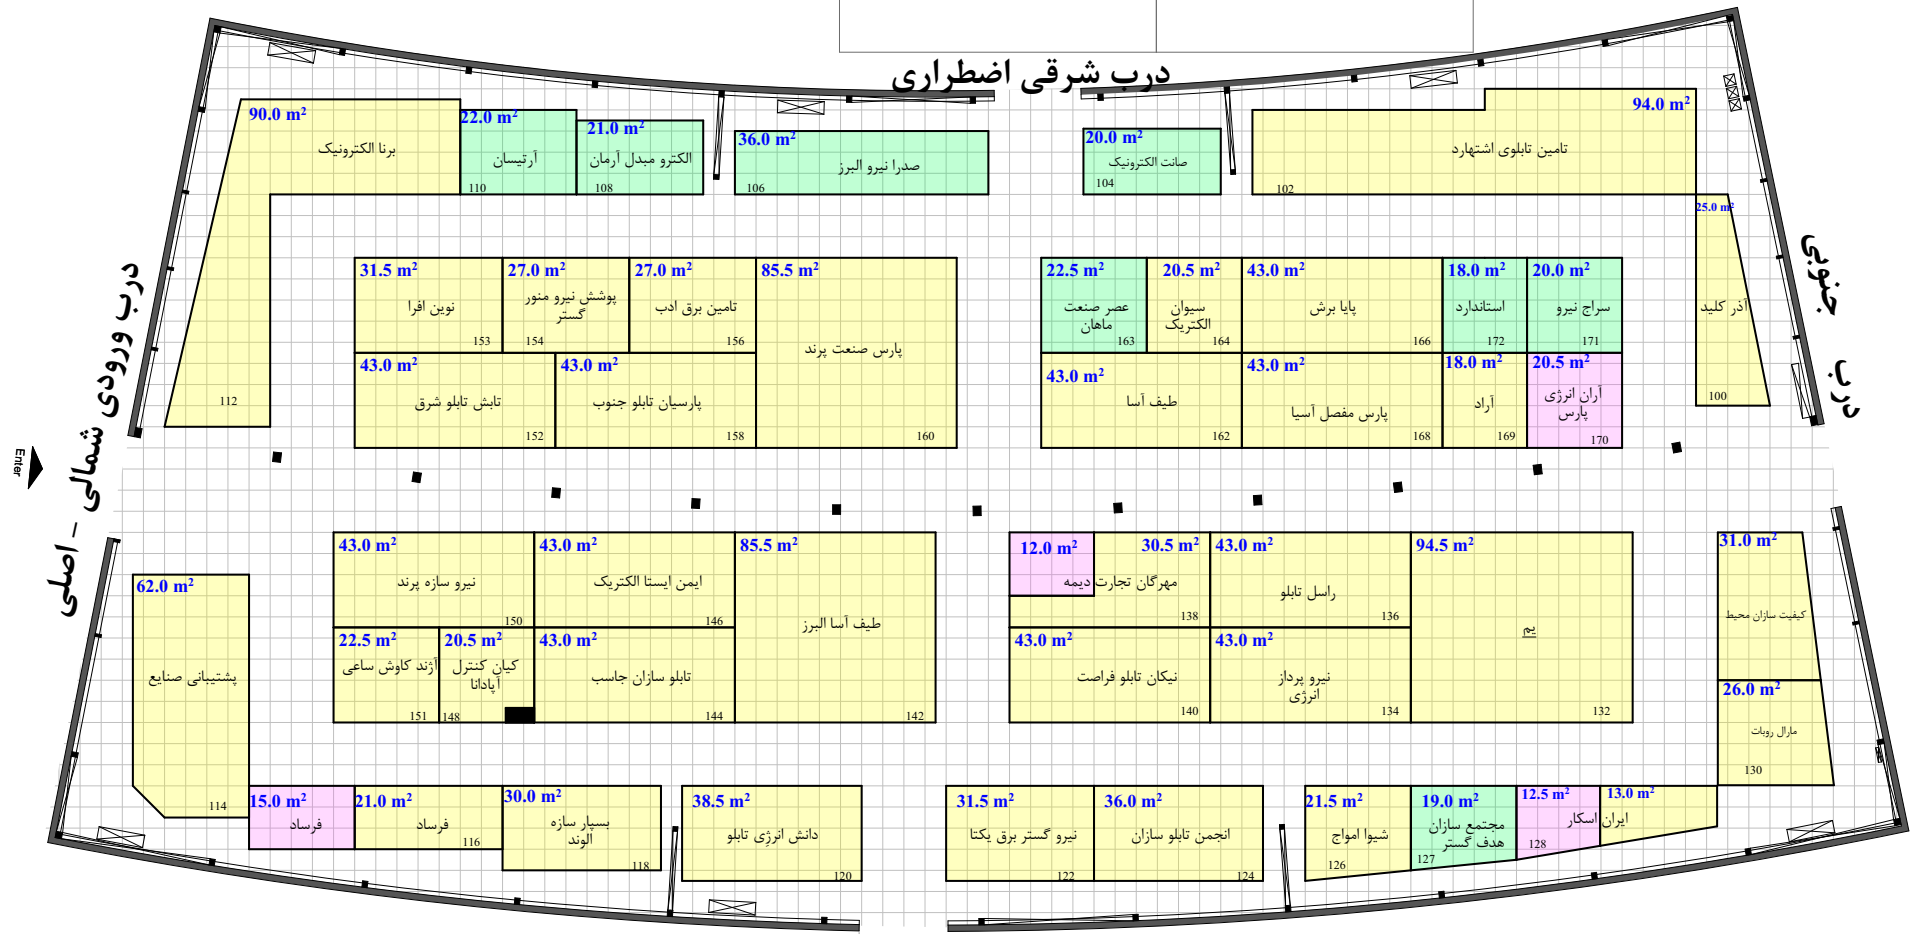 درب شرقی اضطراری
درب ورودی شمالی - اصلی
Enter
درب جنوبی
90.0 m²
برنا الکترونیک
112
22.0 m²
آرتیسان
110
21.0 m²
الکترو مبدل آرمان
108
36.0 m²
صدرا نیرو البرز
106
20.0 m²
صانت الکترونیک
104
94.0 m²
تامین تابلوی اشتهارد
102
25.0 m²
آذر کلید
100
31.5 m²
نوین افرا
153
27.0 m²
پوشش نیرو منور
گستر
154
27.0 m²
تامین برق ادب
156
85.5 m²
پارس صنعت پرند
160
43.0 m²
تابش تابلو شرق
152
43.0 m²
پارسیان تابلو جنوب
158
22.5 m²
عصر صنعت
ماهان
163
20.5 m²
سیوان
الکتریک
164
43.0 m²
پایا برش
166
18.0 m²
استاندارد
172
20.0 m²
سراج نیرو
171
43.0 m²
طیف آسا
162
43.0 m²
پارس مفصل آسیا
168
18.0 m²
آراد
169
20.5 m²
آران انرژی
پارس
170
43.0 m²
نیرو سازه پرند
150
43.0 m²
ایمن ایستا الکتریک
146
85.5 m²
طیف آسا البرز
142
22.5 m²
آژند کاوش ساعی
151
20.5 m²
کیان کنترل
آپادانا
148
43.0 m²
تابلو سازان جاسب
144
12.0 m²
30.5 m²
مهرگان تجارت دیمه
138
43.0 m²
راسل تابلو
136
94.5 m²
یم
132
43.0 m²
نیکان تابلو فراصت
140
43.0 m²
نیرو پرداز
انرژی
134
31.0 m²
کیفیت سازان محیط
26.0 m²
مارال روبات
130
62.0 m²
پشتیبانی صنایع
114
15.0 m²
فرساد
21.0 m²
فرساد
116
30.0 m²
بسپار سازه
الوند
118
38.5 m²
دانش انرژی تابلو
120
31.5 m²
نیرو گستر برق یکتا
122
36.0 m²
انجمن تابلو سازان
124
21.5 m²
شیوا امواج
126
19.0 m²
مجتمع سازان
هدف گستر
127
12.5 m²
13.0 m²
ایران اسکار
128